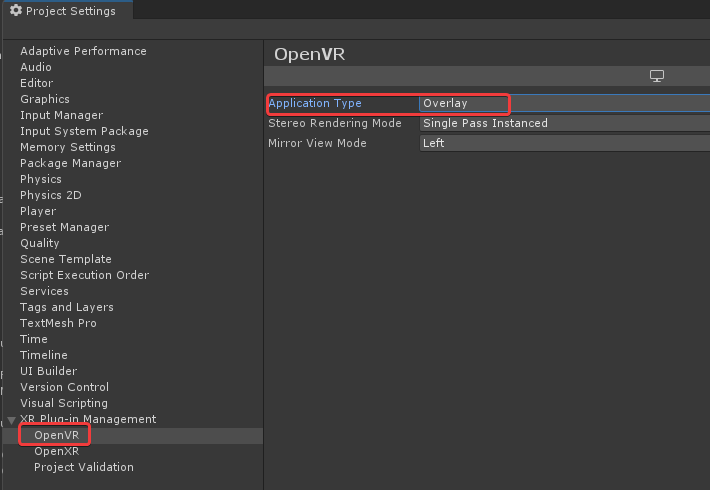 Project Settings
Adaptive Performance
Audio
Editor
Graphics
Input Manager
Input System Package
Memory Settings
Package Manager
Physics
Physics 2D
Player
Preset Manager
Quality
Scene Template
Script Execution Order
Services
Tags and Layers
TextMesh Pro
Time
Timeline
UI Builder
Version Control
Visual Scripting
XR Plug-in Management
OpenVR
OpenXR
Project Validation
OpenVR
Application Type Overlay
Stereo Rendering Mode Single Pass Instanced
Mirror View Mode Left